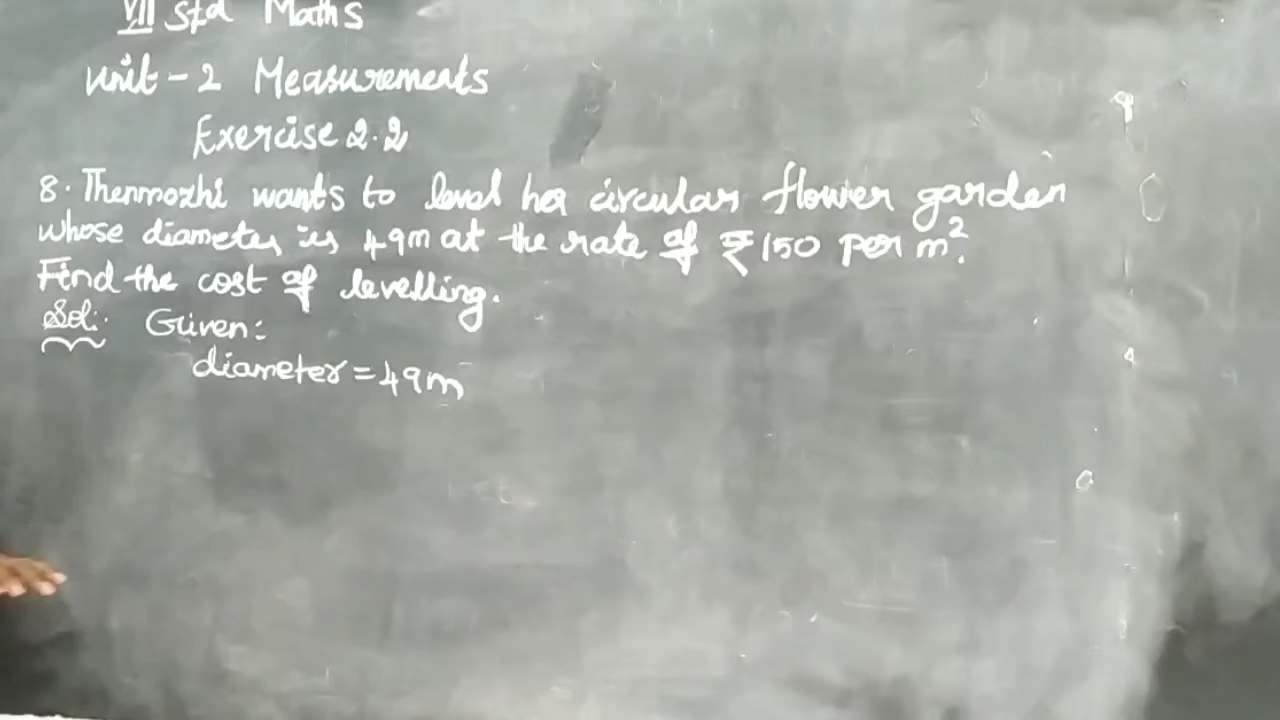 VII Std Maths
Unit - 2 Measurements
Exercise 2.2
8. Thenmozhi wants to level her circular flower garden
whose diameter is 49m at the rate of ₹150 per m².
Find the cost of levelling.
Sol: Given:
diameter = 49m